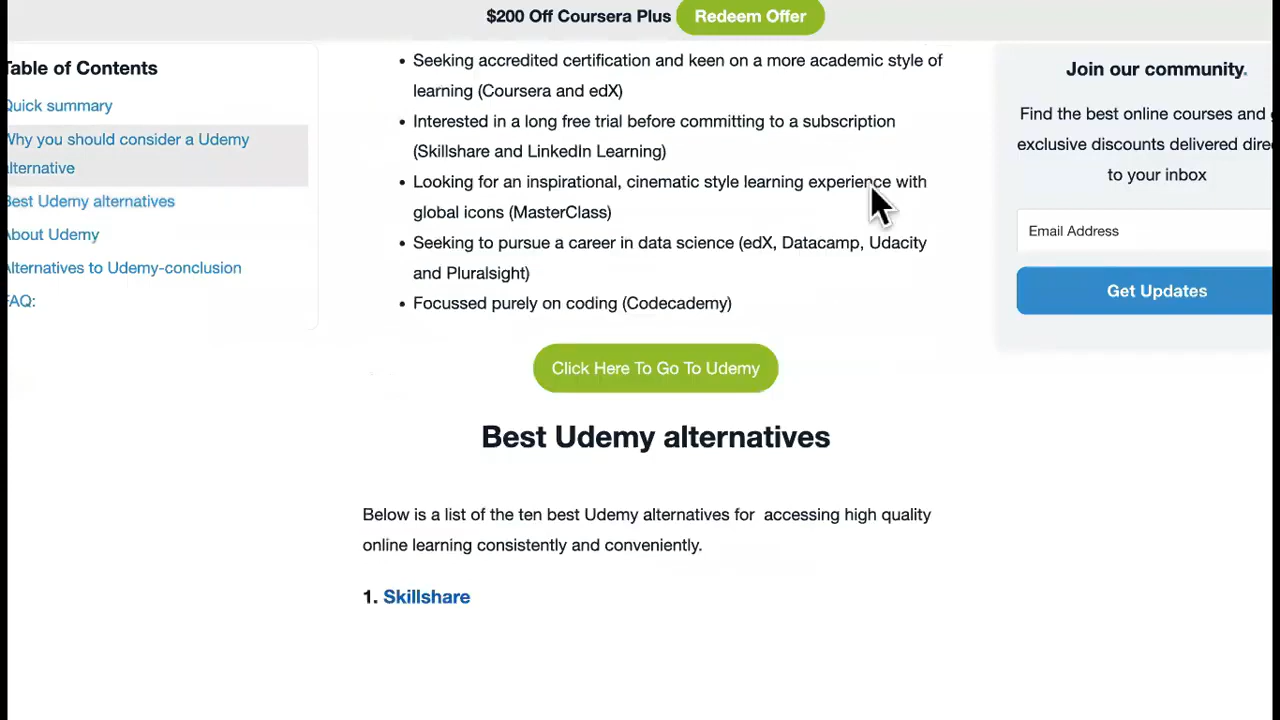 $200 Off Coursera Plus
Redeem Offer
Table of Contents
Quick summary
Why you should consider a Udemy
alternative
Best Udemy alternatives
About Udemy
Alternatives to Udemy-conclusion
FAQ:
• Seeking accredited certification and keen on a more academic style of
learning (Coursera and edX)
• Interested in a long free trial before committing to a subscription
(Skillshare and LinkedIn Learning)
• Looking for an inspirational, cinematic style learning experience with
global icons (MasterClass)
• Seeking to pursue a career in data science (edX, Datacamp, Udacity
and Pluralsight)
• Focussed purely on coding (Codecademy)
Click Here To Go To Udemy
Best Udemy alternatives
Below is a list of the ten best Udemy alternatives for  accessing high quality
online learning consistently and conveniently.
1. Skillshare
Join our community.
Find the best online courses and
exclusive discounts delivered
to your inbox
Email Address
Get Updates